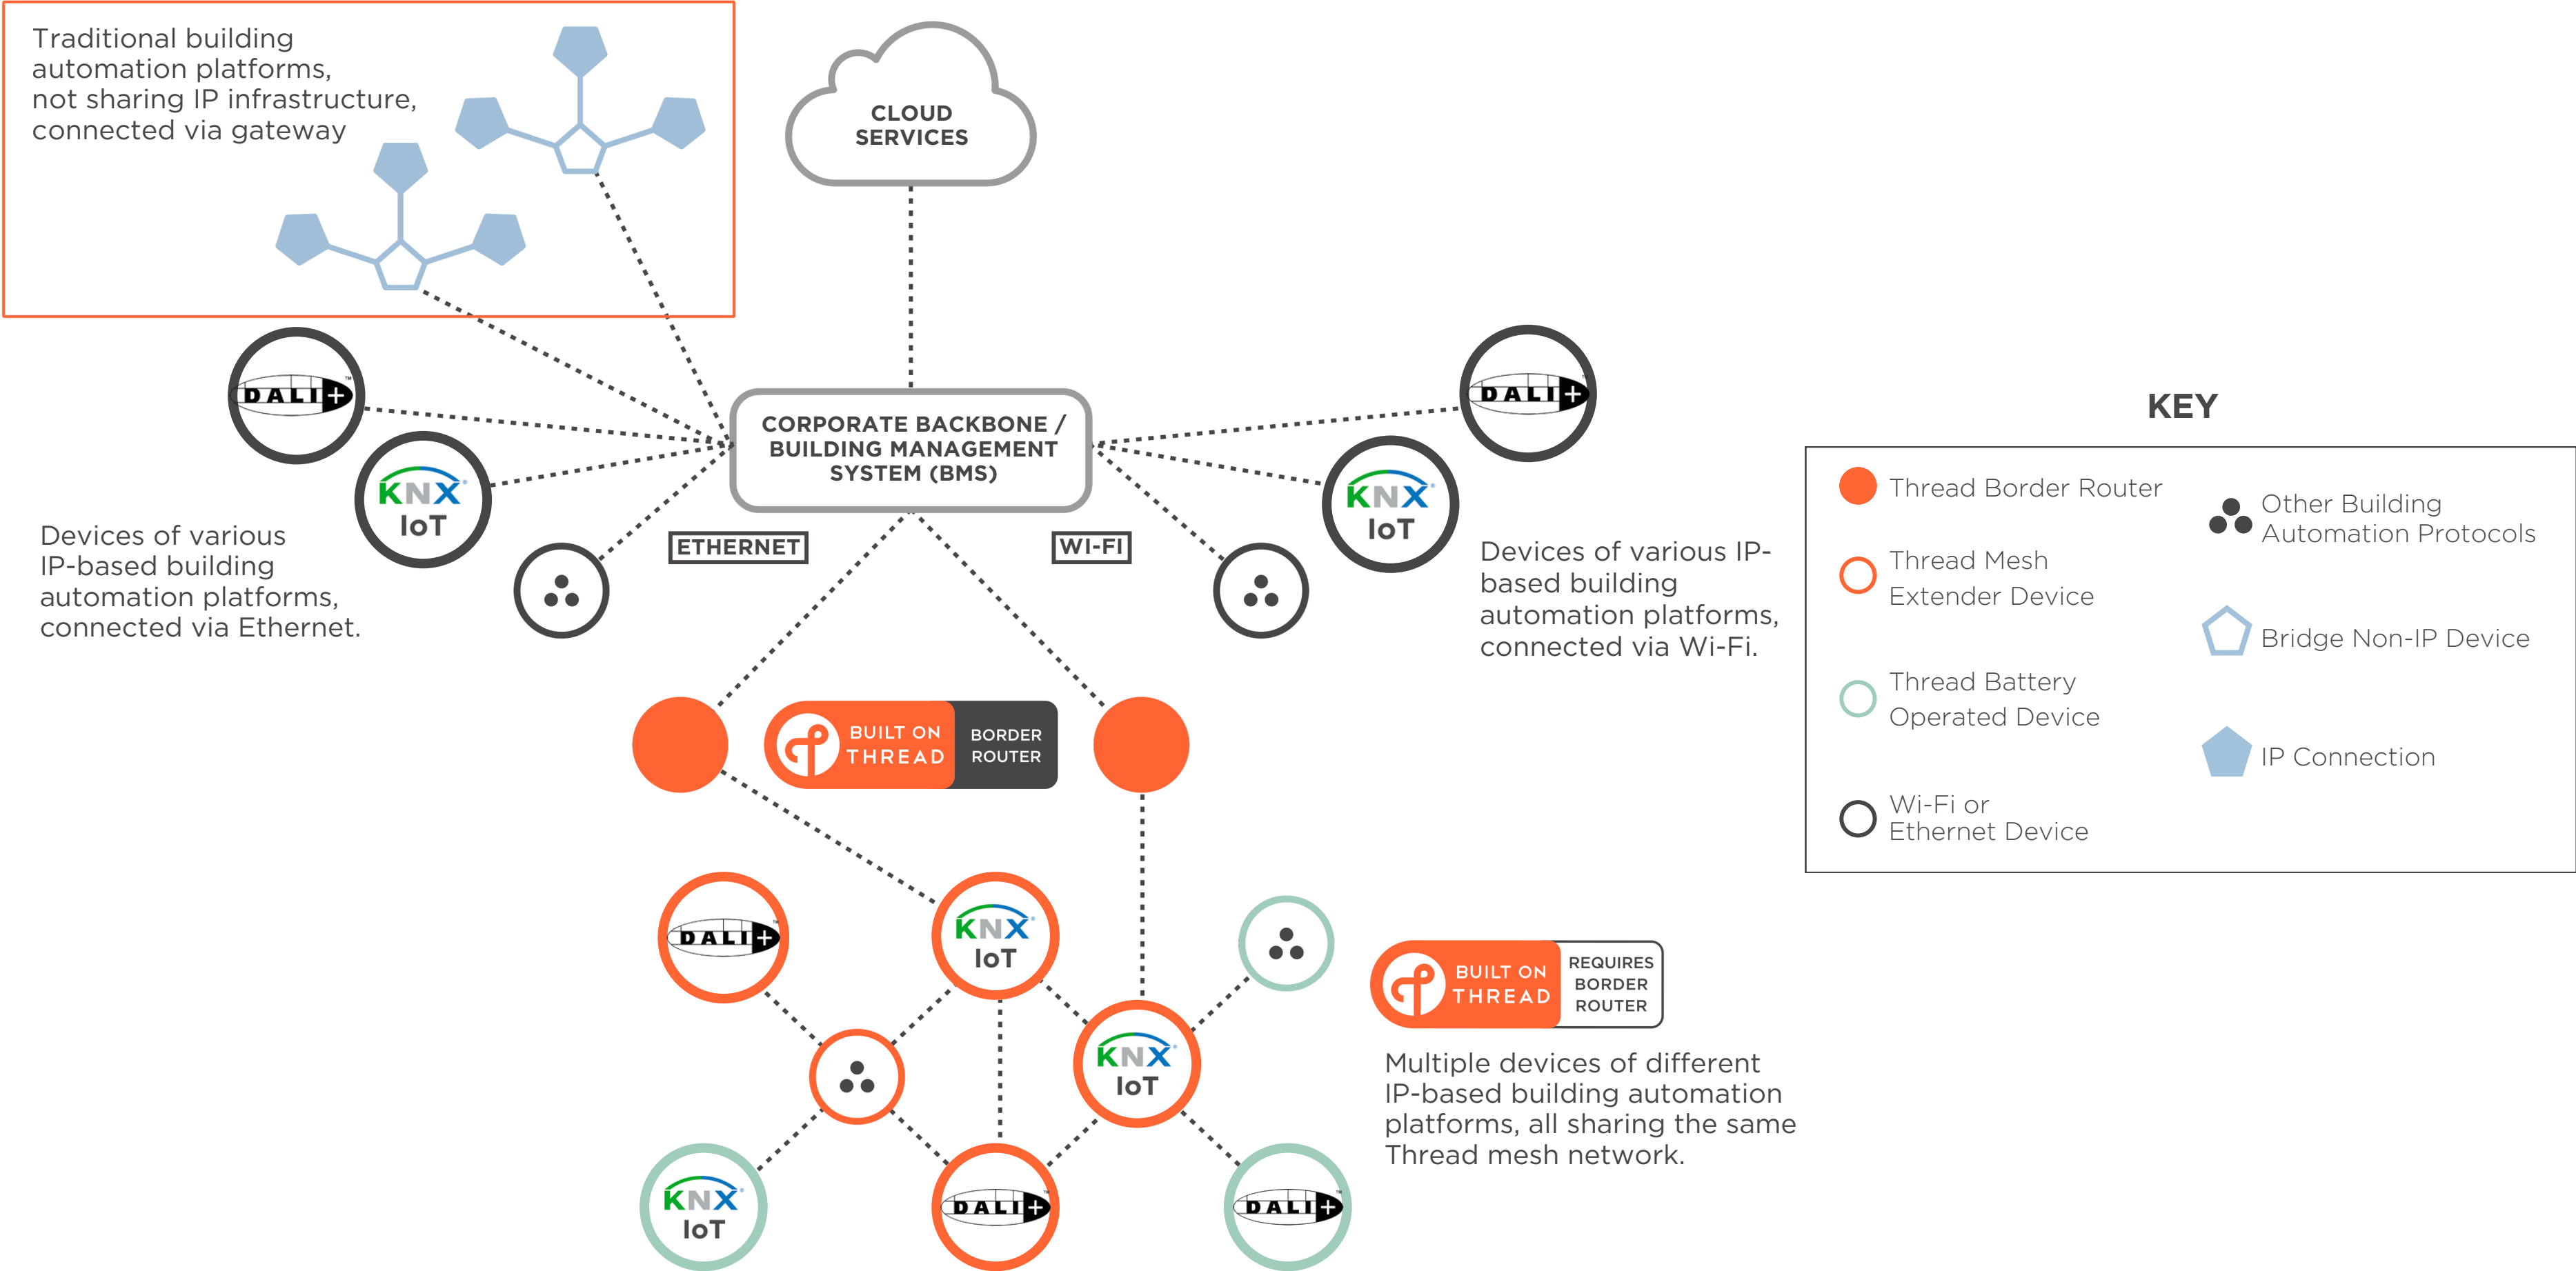 Traditional building
automation platforms,
not sharing IP infrastructure,
connected via gateway
CLOUD
SERVICES
DALI+™
KNX®
IoT
CORPORATE BACKBONE /
BUILDING MANAGEMENT
SYSTEM (BMS)
DALI+™
KNX®
IoT
Devices of various
IP-based building
automation platforms,
connected via Ethernet.
ETHERNET
WI-FI
Devices of various IP-
based building
automation platforms,
connected via Wi-Fi.
KEY
Thread Border Router
Thread Mesh
Extender Device
Thread Battery
Operated Device
Wi-Fi or
Ethernet Device
Other Building
Automation Protocols
Bridge Non-IP Device
IP Connection
BUILT ON
THREAD
BORDER
ROUTER
DALI+™
KNX®
IoT
KNX®
IoT
BUILT ON
THREAD
REQUIRES
BORDER
ROUTER
Multiple devices of different
IP-based building automation
platforms, all sharing the same
Thread mesh network.
KNX®
IoT
DALI+™
DALI+™